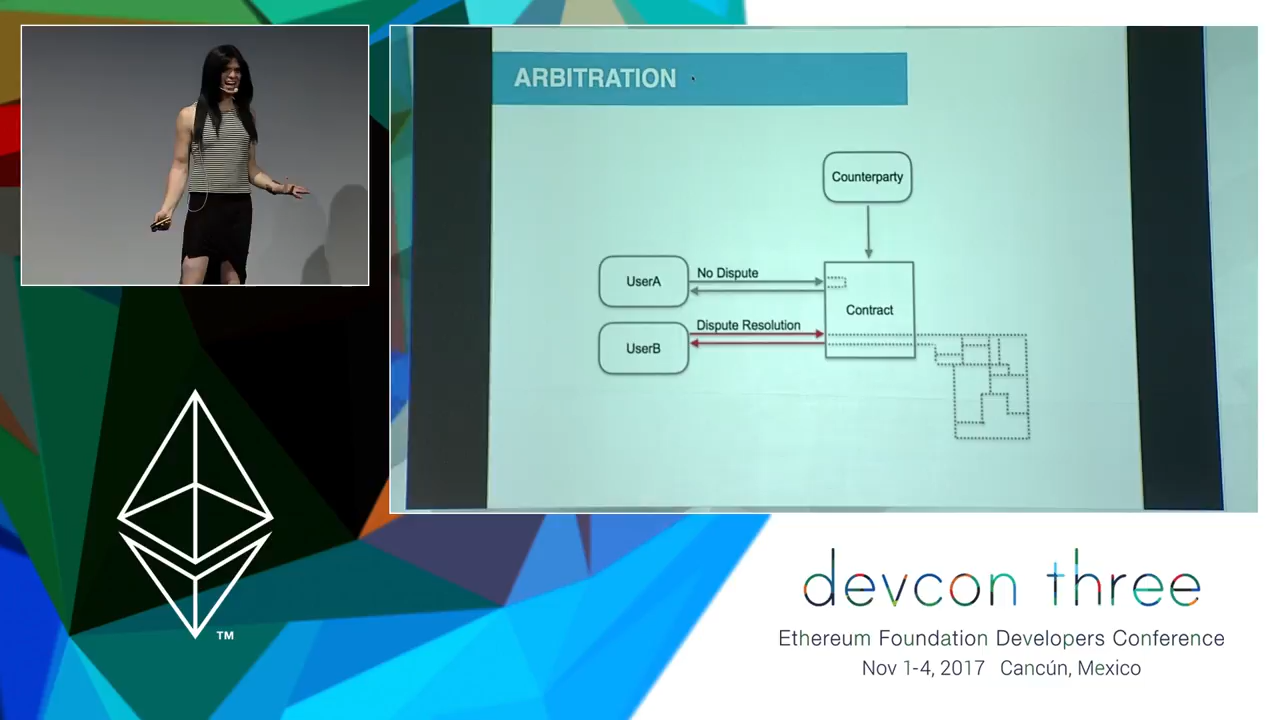 ARBITRATION
Counterparty
UserA
No Dispute
Contract
Dispute Resolution
UserB
TM
devcon three
Ethereum Foundation Developers Conference
Nov 1-4, 2017 Cancún, Mexico